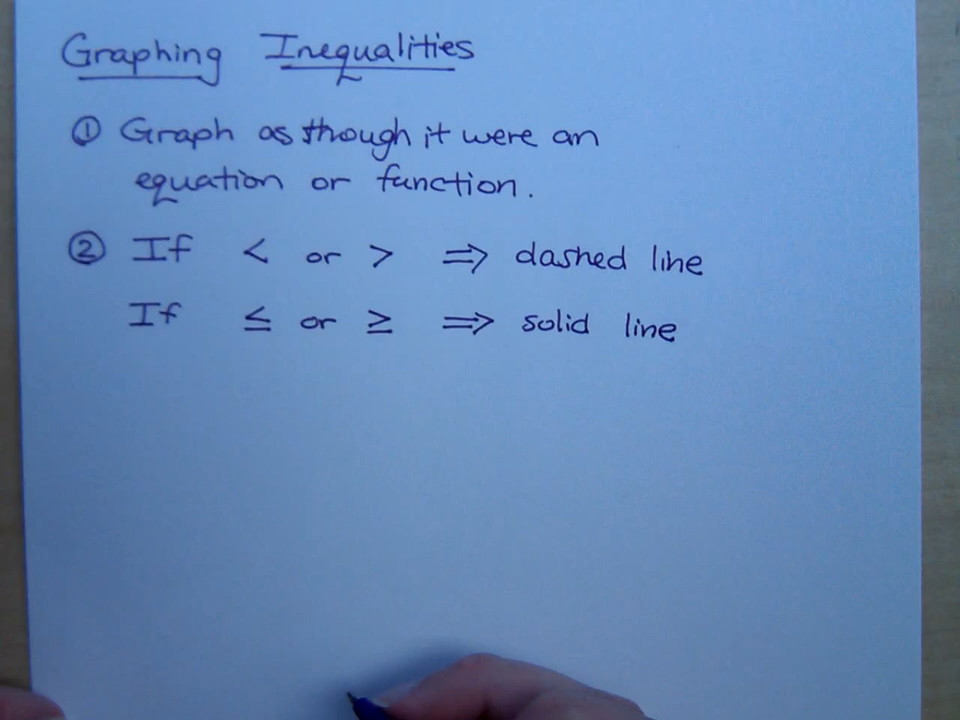 Graphing Inequalities
① Graph as though it were an
equation or function.
② If < or > ⇒ dashed line
If ≤ or ≥ ⇒ solid line